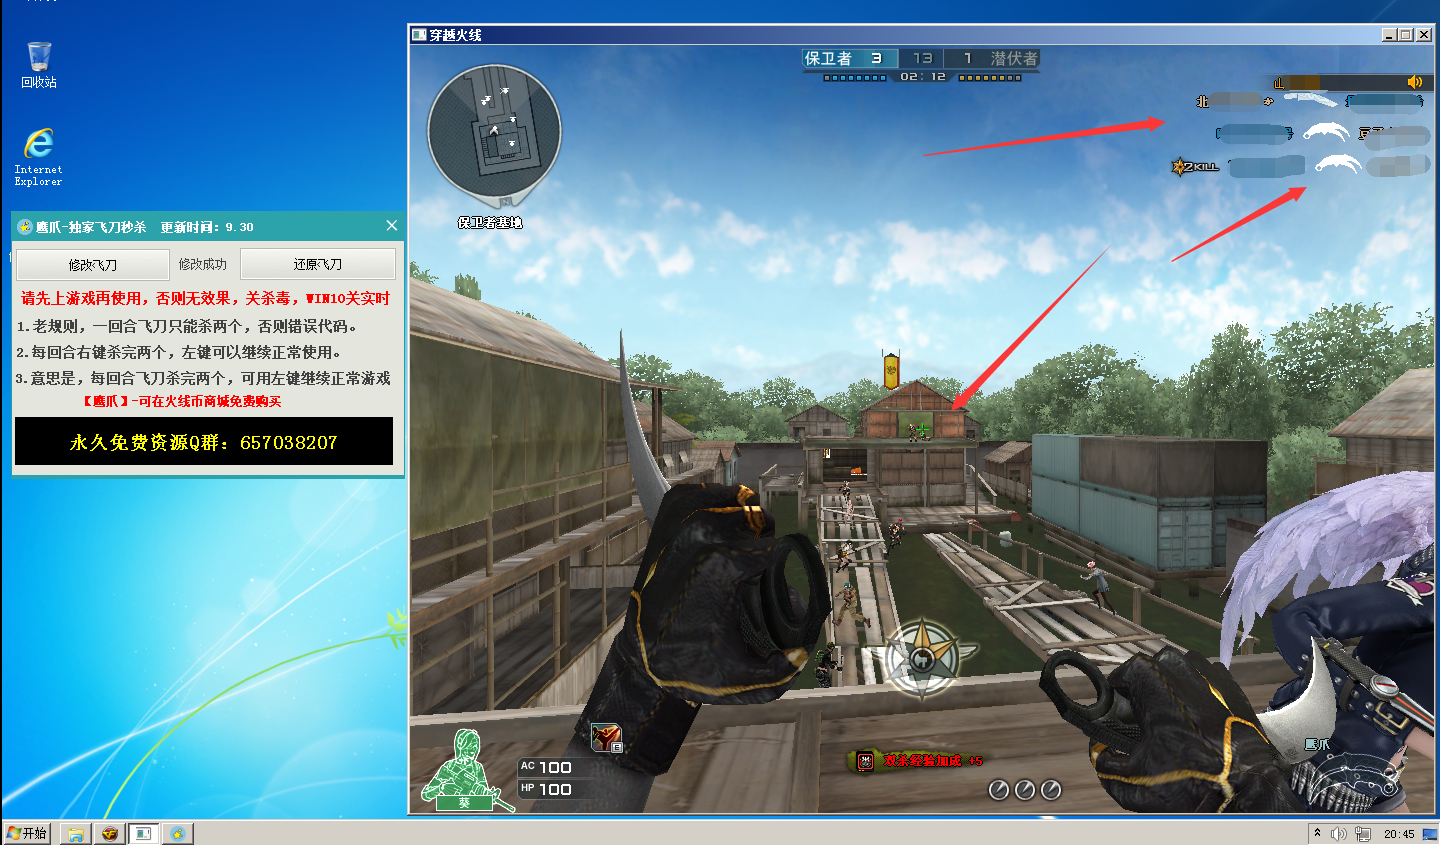 回收站
Internet
Explorer
鹰爪-独家飞刀秒杀 更新时间：9.30
修改飞刀
修改成功
还原飞刀
请先上游戏再使用，否则无效果，关杀毒，WIN10关实时
1.老规则，一回合飞刀只能杀两个，否则错误代码。
2.每回合右键杀完两个，左键可以继续正常使用。
3.意思是，每回合飞刀杀完两个，可用左键继续正常游戏
【鹰爪】-可在火线币商城免费购买
永久免费资源Q群：657038207
穿越火线
保卫者 3 13 1 潜伏者
02:12
N
保卫者基地
北
2KILL
双杀经验加成 +5
E
AC 100
HP 100
葵
鹰爪
开始
20:45